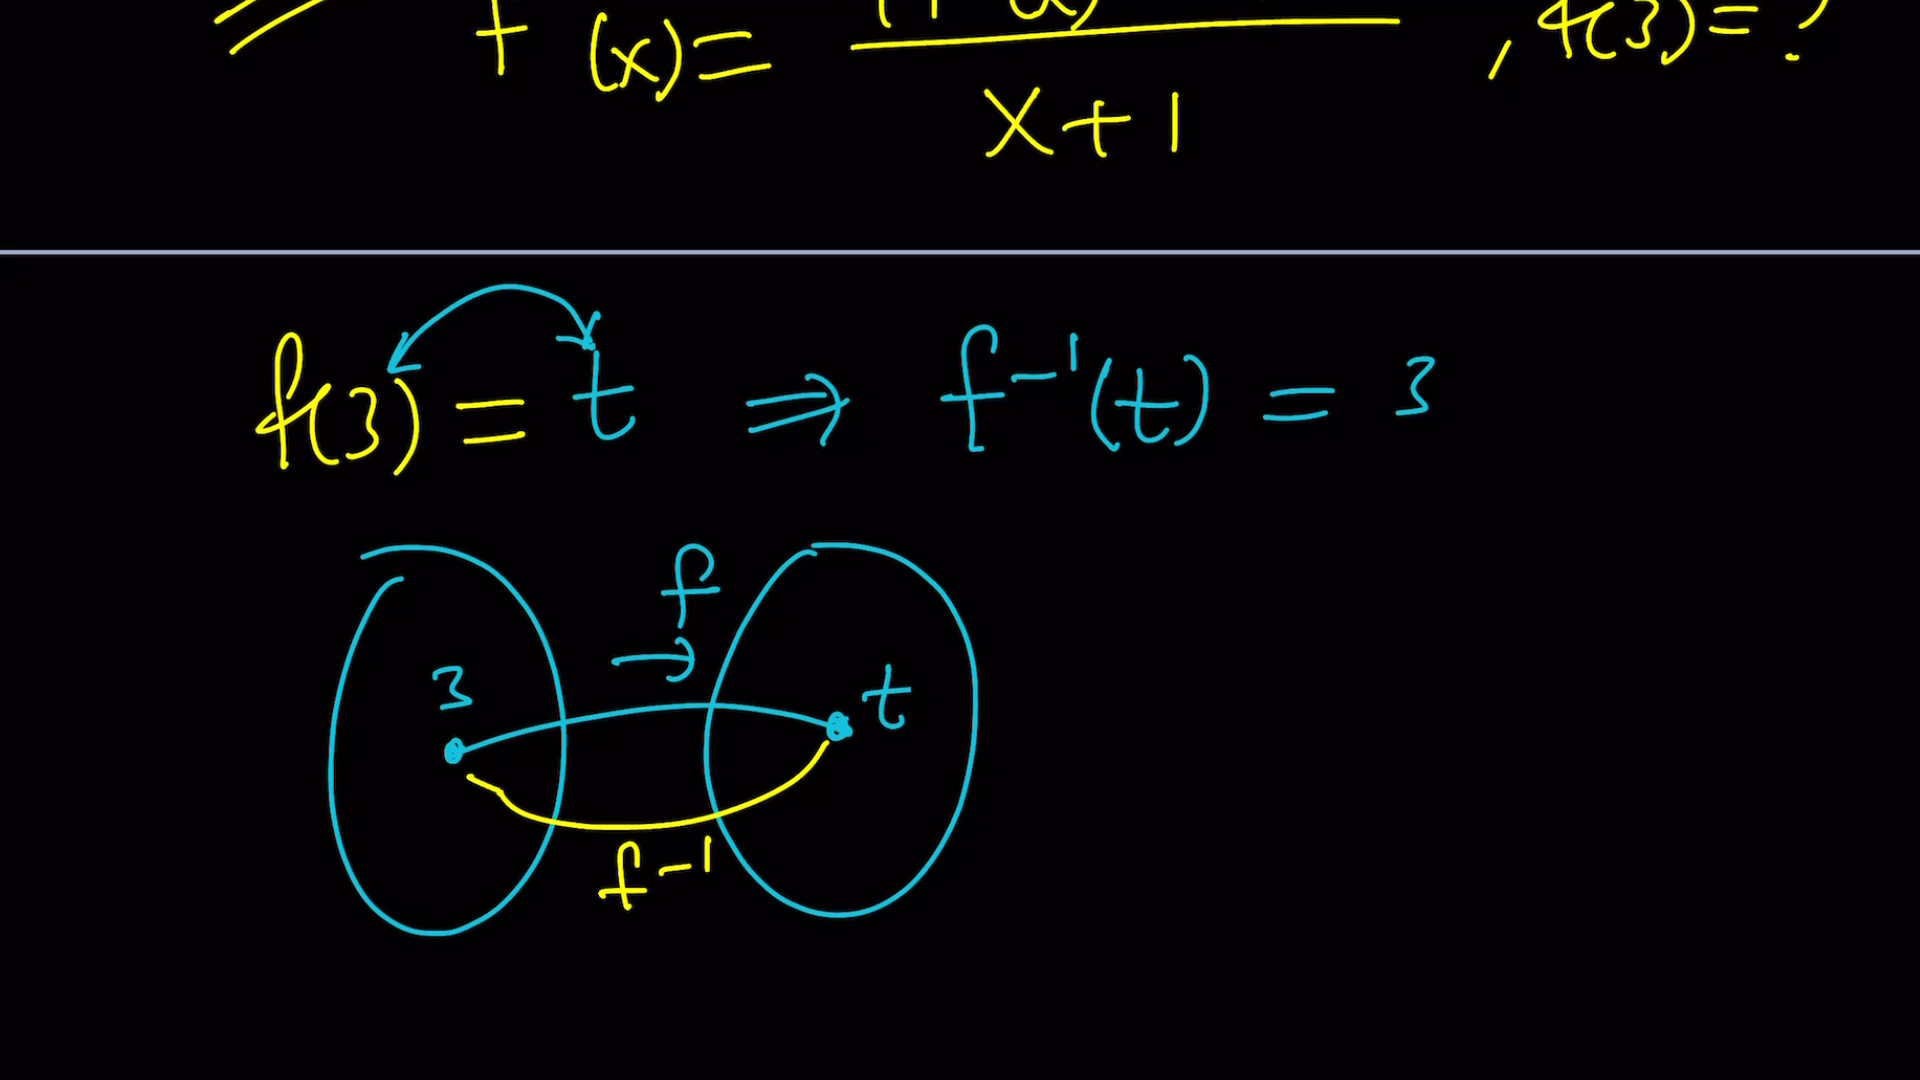 (x) =
, f(3) = ?
x + 1
f(3) = t ⇒ f⁻¹(t) = 3
f
→
3
t
f⁻¹